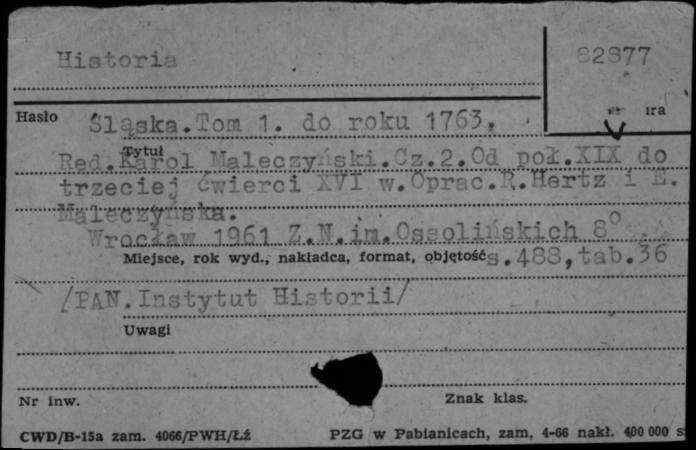 Historia
82877
Hasło
ira
Śląska.Tom 1. do roku 1763.
Tytuł
Red.Karol Maleczyński.Cz.2.Od poł.XIX do
trzeciej ćwierci XVI w.Oprac.R.Hertz i E.
Maleczyńska.
Wrocław 1961 Z.N.im.Ossolińskich 8°
Miejsce, rok wyd., nakładca, format, objętość s.488,tab.36
/PAN.Instytut Historii/
Uwagi
Nr inw.
Znak klas.
CWD/B-15a zam. 4066/PWH/Łź
PZG w Pabianicach, zam, 4-66 nakł. 400 000 s